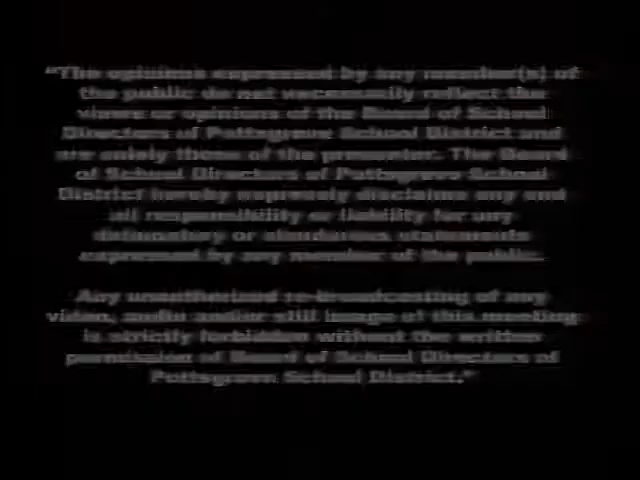 "The opinions expressed by any member(s) of
the public do not necessarily reflect the
views or opinions of the Board of School
Directors of Pottsgrove School District and
are solely those of the presenter. The Board
of School Directors of Pottsgrove School
District hereby expressly disclaims any and
all responsibility or liability for any
defamatory or slanderous statements
expressed by any member of the public.
Any unauthorized re-broadcasting of any
video, audio and/or still image of this meeting
is strictly forbidden without the written
permission of Board of School Directors of
Pottsgrove School District."